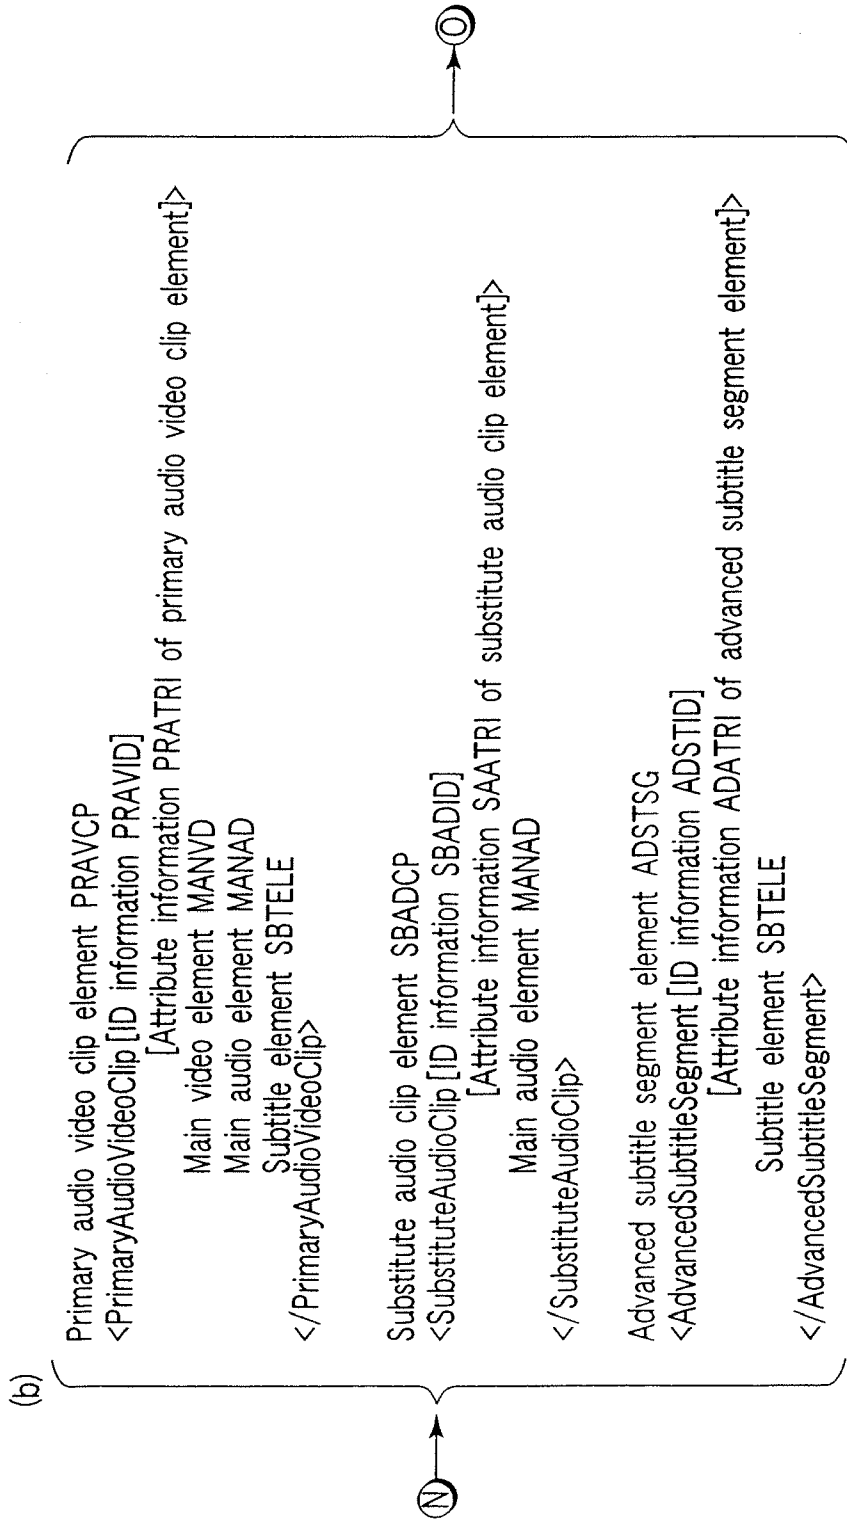 (b)
Primary audio video clip element PRAVCP
<PrimaryAudioVideoClip[ID information PRAVID]
[Attribute information PRATRI of primary audio video clip element]>
Main video element MANVD
Main audio element MANAD
Subtitle element SBTELE
</PrimaryAudioVideoClip>
Substitute audio clip element SBADCP
<SubstituteAudioClip[ID information SBADID]
[Attribute information SAATRI of substitute audio clip element]>
Main audio element MANAD
</SubstituteAudioClip>
Advanced subtitle segment element ADSTSG
<AdvancedSubtitleSegment[ID information ADSTID]
[Attribute information ADATRI of advanced subtitle segment element]>
Subtitle element SBTELE
</AdvancedSubtitleSegment>
N
O